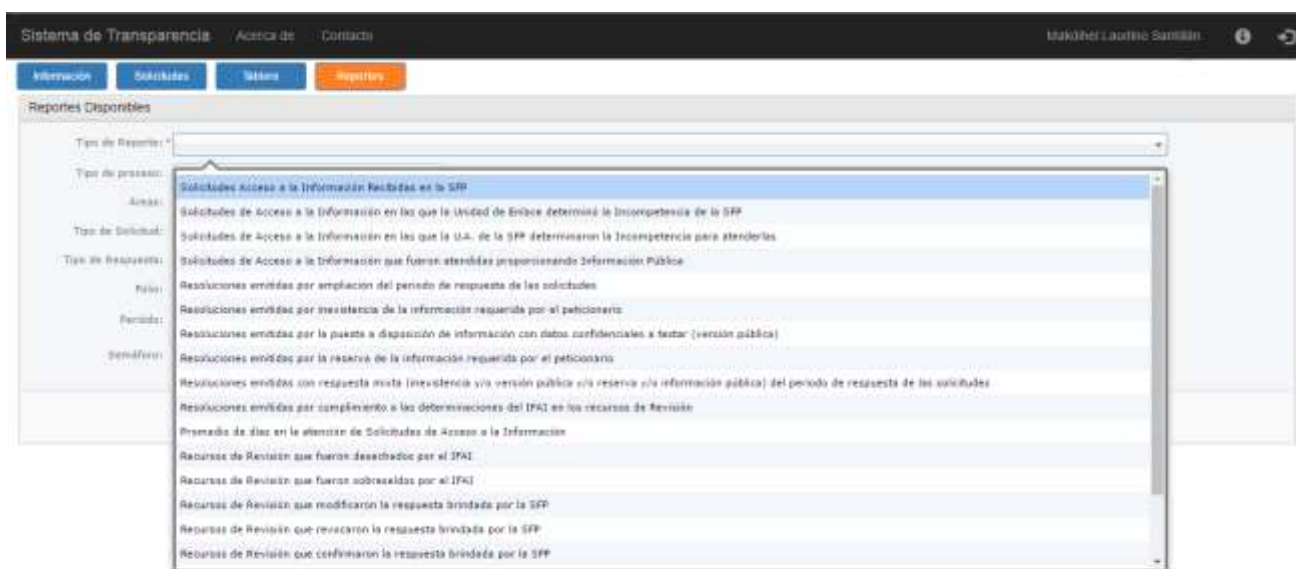 Sistema de Transparencia Acerca de Contacto Laudino Santillán
Información Solicitudes Tablero Reportes
Reportes Disponibles
Tipo de Reporte: *
Tipo de proceso:
Solicitudes Acceso a la Información Recibidas en la SFP
Áreas:
Solicitudes de Acceso a la Información en las que la Unidad de Enlace determinó la Incompetencia de la SFP
Tipo de Solicitud:
Solicitudes de Acceso a la Información en las que la U.A. de la SFP determinaron la Incompetencia para atenderlas
Tipo de Respuesta:
Solicitudes de Acceso a la Información que fueron atendidas proporcionando Información Pública
Resoluciones emitidas por ampliación del periodo de respuesta de las solicitudes
Resoluciones emitidas por inexistencia de la información requerida por el peticionario
Periodo:
Resoluciones emitidas por la puesta a disposición de información con datos confidenciales a testar (versión pública)
Semáforo:
Resoluciones emitidas por la reserva de la información requerida por el peticionario
Resoluciones emitidas con respuesta mixta (inexistencia y/o versión pública y/o reserva y/o información pública) del periodo de respuesta de las solicitudes
Resoluciones emitidas por cumplimiento a las determinaciones del IFAI en los recursos de Revisión
Promedio de días en la atención de Solicitudes de Acceso a la Información
Recursos de Revisión que fueron desechados por el IFAI
Recursos de Revisión que fueron sobreseídos por el IFAI
Recursos de Revisión que modificaron la respuesta brindada por la SFP
Recursos de Revisión que revocaron la respuesta brindada por la SFP
Recursos de Revisión que confirmaron la respuesta brindada por la SFP